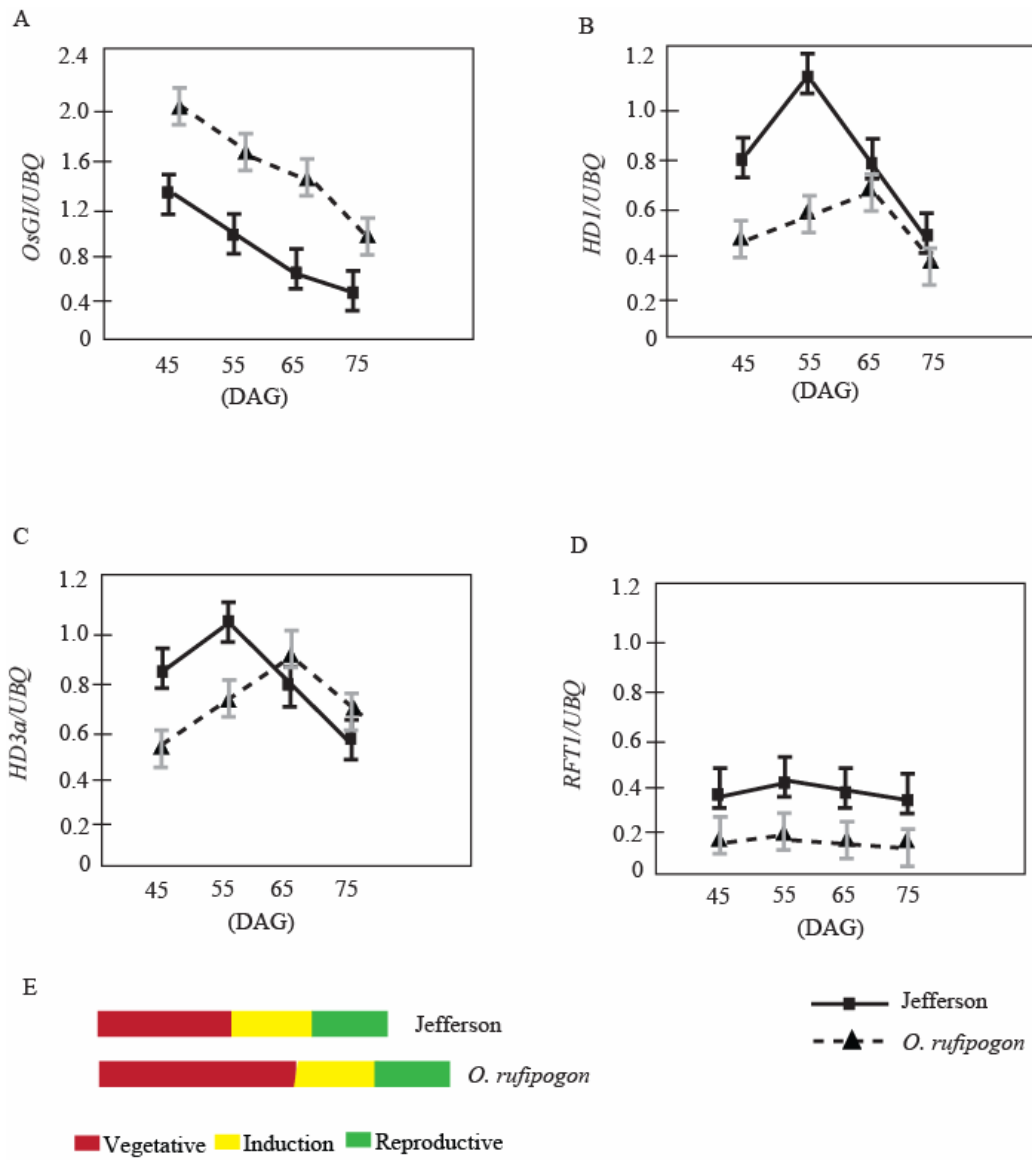 A
2.4
2.0
1.6
1.2
0.8
0.4
0
OsGI/UBQ
45 55 65 75
(DAG)
B
1.2
1.0
0.8
0.6
0.4
0.2
0
HD1/UBQ
45 55 65 75
(DAG)
C
1.2
1.0
0.8
0.6
0.4
0.2
0
HD3a/UBQ
45 55 65 75
(DAG)
D
1.2
1.0
0.8
0.6
0.4
0.2
0
RFT1/UBQ
45 55 65 75
(DAG)
E
Jefferson
O. rufipogon
Vegetative Induction Reproductive
Jefferson
O. rufipogon